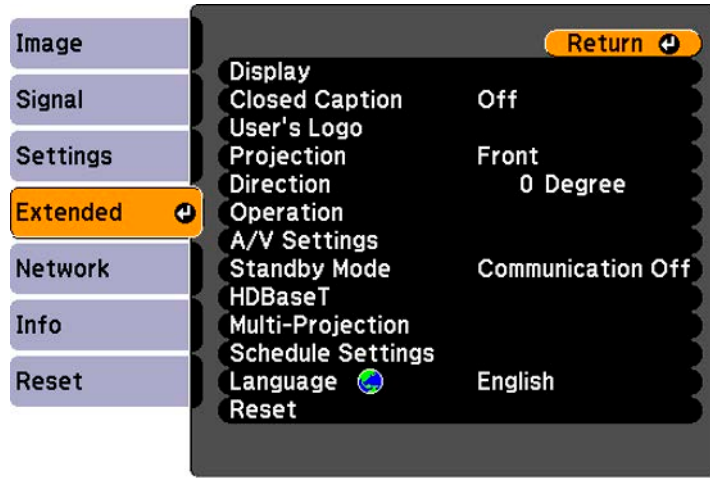 Image
Signal
Settings
Extended
Network
Info
Reset
Return
Display
Closed Caption Off
User's Logo
Projection Front
Direction 0 Degree
Operation
A/V Settings
Standby Mode Communication Off
HDBaseT
Multi-Projection
Schedule Settings
Language English
Reset